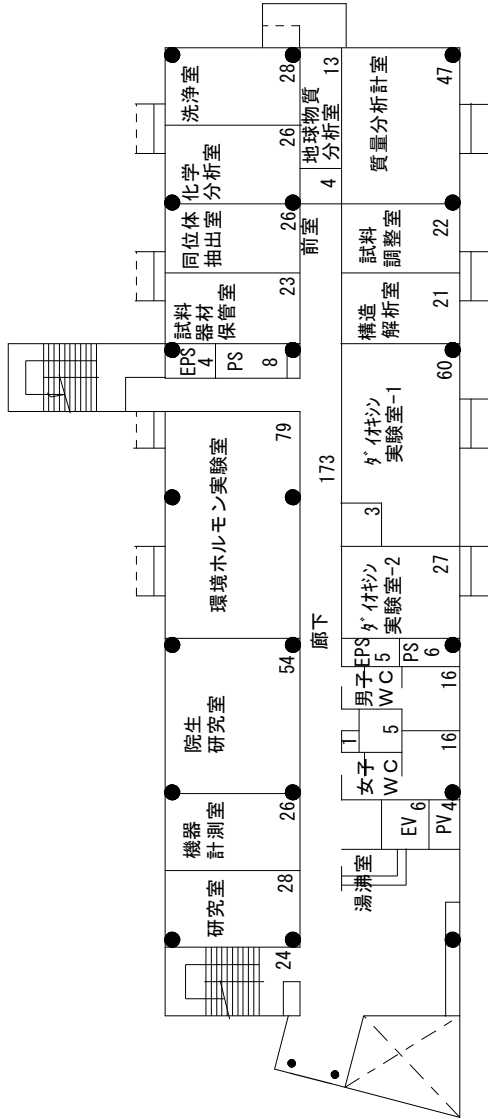 24
研究室
28
機器
計測室
26
院生
研究室
54
環境ホルモン実験室
79
EPS
4
PS
8
試料
器材
保管室
23
同位体
抽出室
26
化学
分析室
26
洗浄室
28
廊下
173
前室
4
地球物質
分析室
13
湯沸室
EV
6
PV
4
女子
WC
16
1
5
男子
WC
16
EPS
5
PS
6
ﾀﾞｲｵｷｼﾝ
実験室-2
27
3
ﾀﾞｲｵｷｼﾝ
実験室-1
60
構造
解析室
21
試料
調整室
22
質量分析計室
47